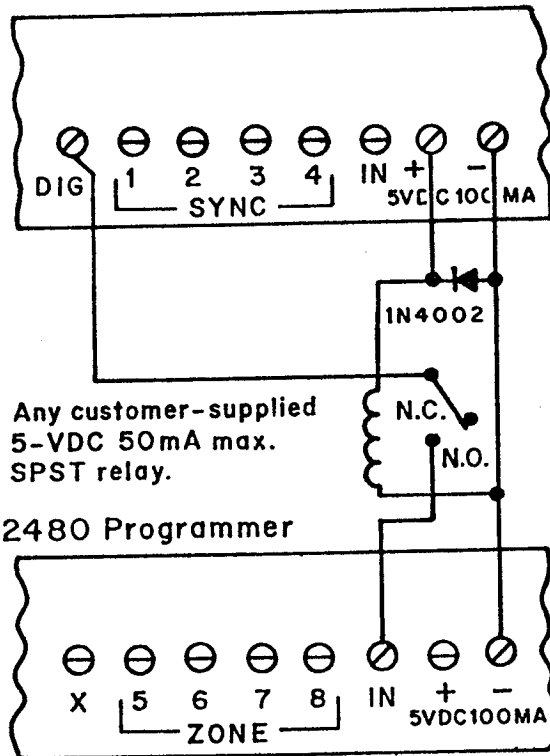 DIG 1 2 3 4 IN + -
SYNC 5VDC 100 MA
1N4002
Any customer-supplied
5-VDC 50mA max.
SPST relay.
N.C.
N.O.
2480 Programmer
X 5 6 7 8 IN + -
ZONE 5VDC100MA